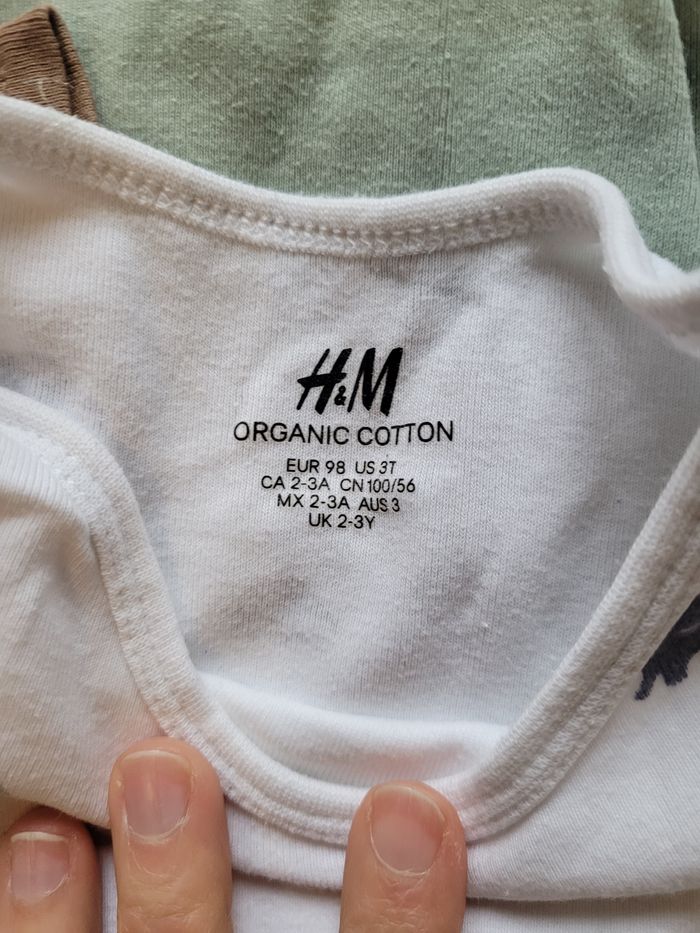 H&M
ORGANIC COTTON
EUR 98 US 3T
CA 2-3A CN 100/56
MX 2-3A AUS 3
UK 2-3Y